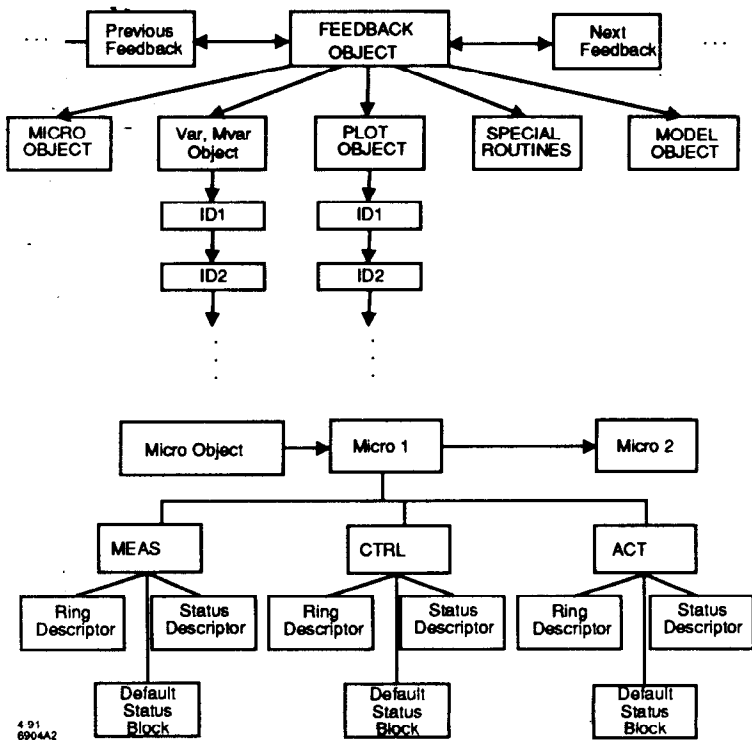 Previous
Feedback
FEEDBACK
OBJECT
Next
Feedback
MICRO
OBJECT
Var, Mvar
Object
PLOT
OBJECT
SPECIAL
ROUTINES
MODEL
OBJECT
ID1
ID1
ID2
ID2
Micro Object
Micro 1
Micro 2
MEAS
CTRL
ACT
Ring
Descriptor
Status
Descriptor
Ring
Descriptor
Status
Descriptor
Ring
Descriptor
Status
Descriptor
Default
Status
Block
Default
Status
Block
Default
Status
Block
4-91
6904A2